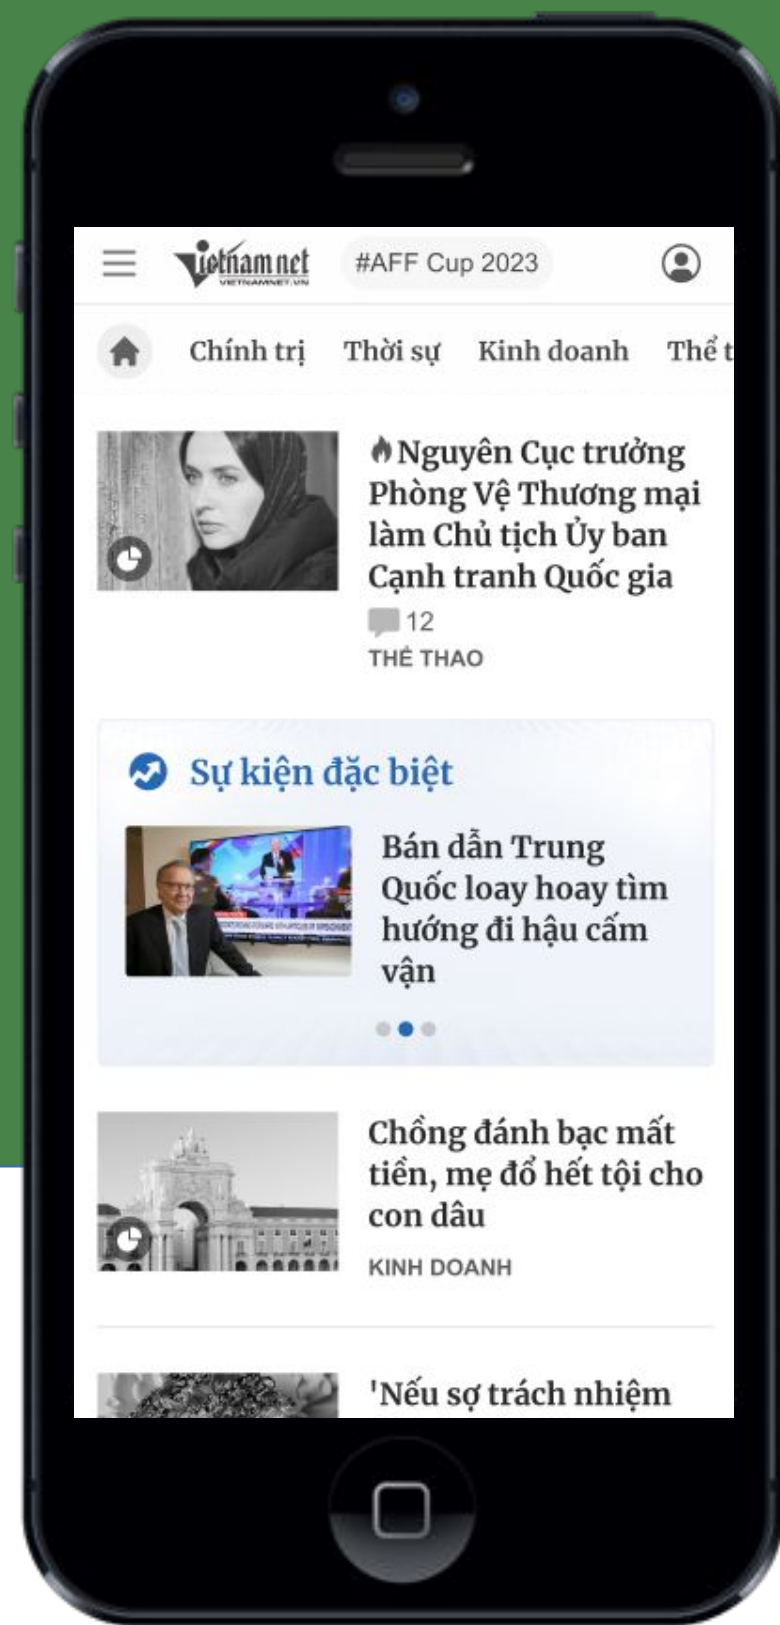 Vietnamnet
VIETNAMNET.VN
#AFF Cup 2023
Chính trị
Thời sự
Kinh doanh
Thể t
Nguyên Cục trưởng
Phòng Vệ Thương mại
làm Chủ tịch Ủy ban
Cạnh tranh Quốc gia
12
THỂ THAO
Sự kiện đặc biệt
Bán dẫn Trung
Quốc loay hoay tìm
hướng đi hậu cấm
vận
Chồng đánh bạc mất
tiền, mẹ đổ hết tội cho
con dâu
KINH DOANH
'Nếu sợ trách nhiệm